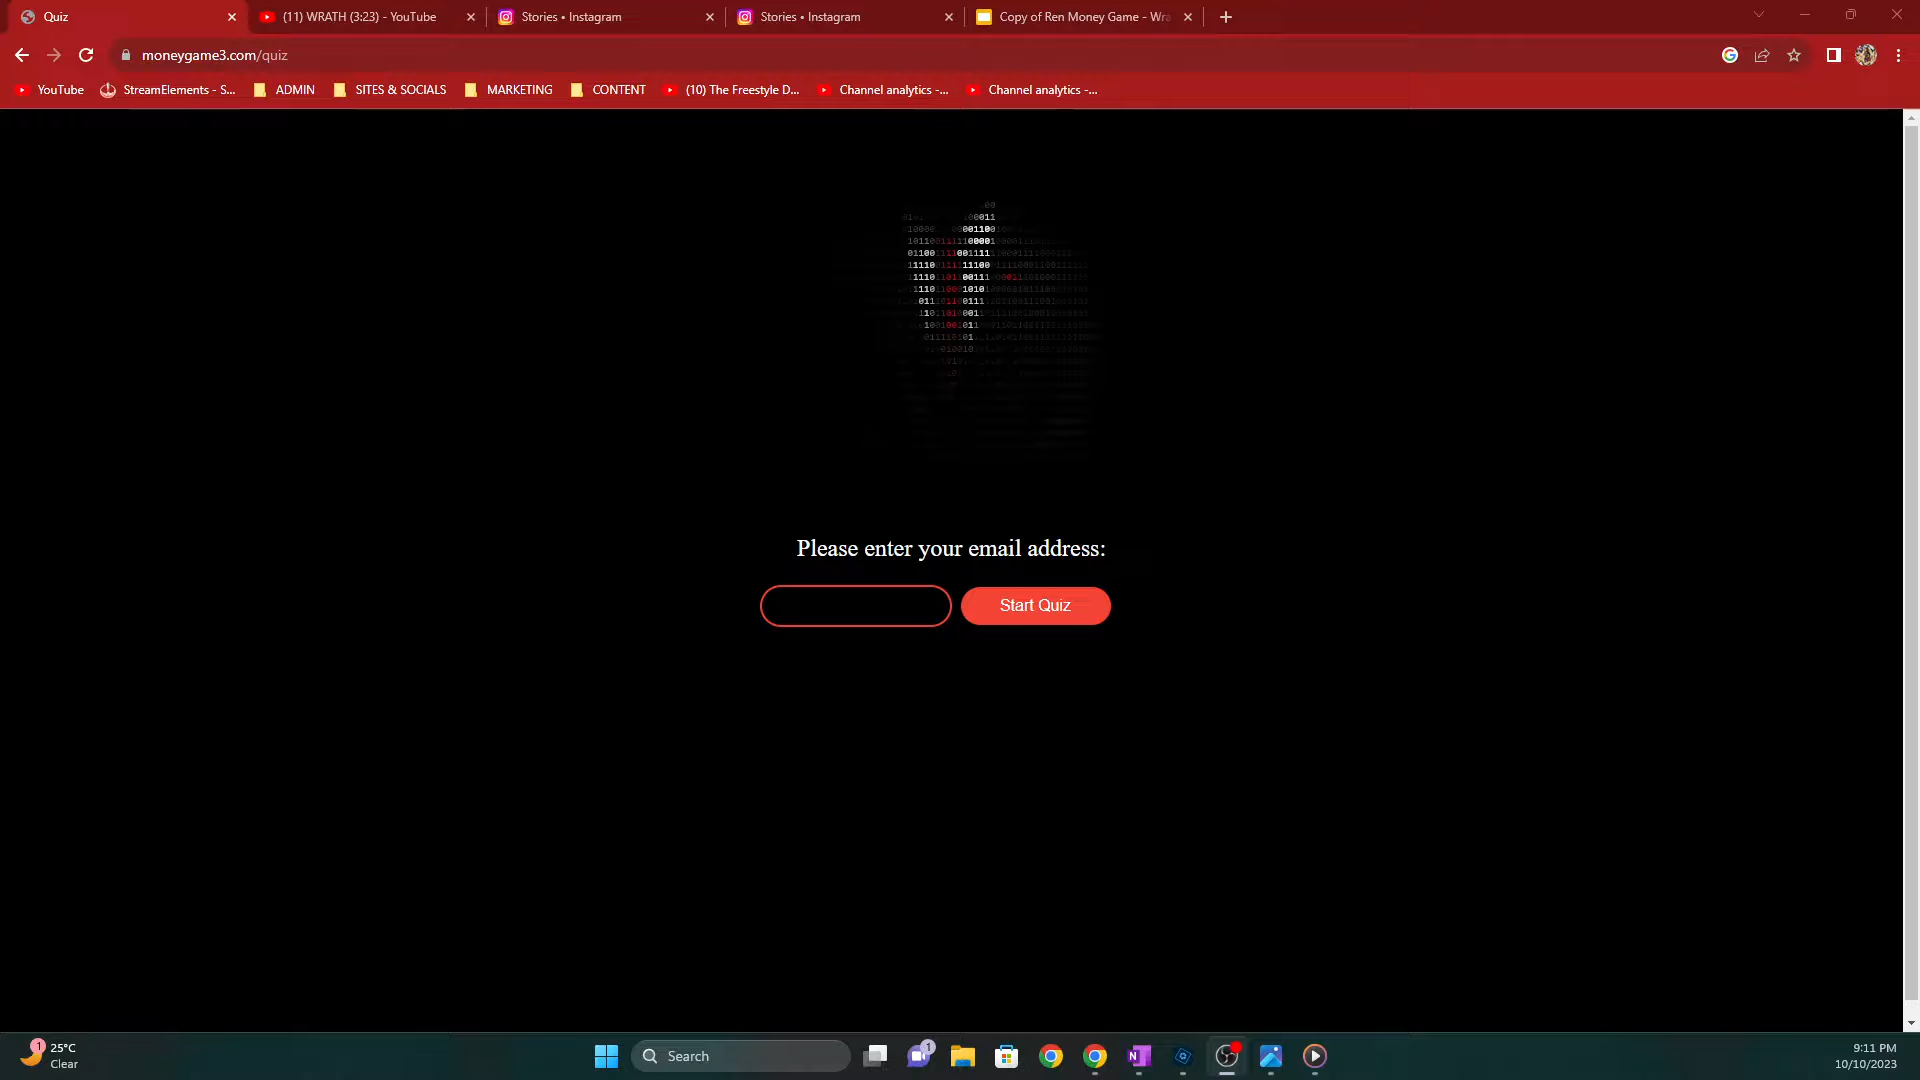 Quiz
(11) WRATH (3:23) - YouTube
Stories • Instagram
Stories • Instagram
Copy of Ren Money Game - Wra
moneygame3.com/quiz
YouTube
StreamElements - S...
ADMIN
SITES & SOCIALS
MARKETING
CONTENT
(10) The Freestyle D...
Channel analytics -...
Channel analytics -...
Please enter your email address:
Start Quiz
1
25°C
Clear
Search
1
9:11 PM
10/10/2023